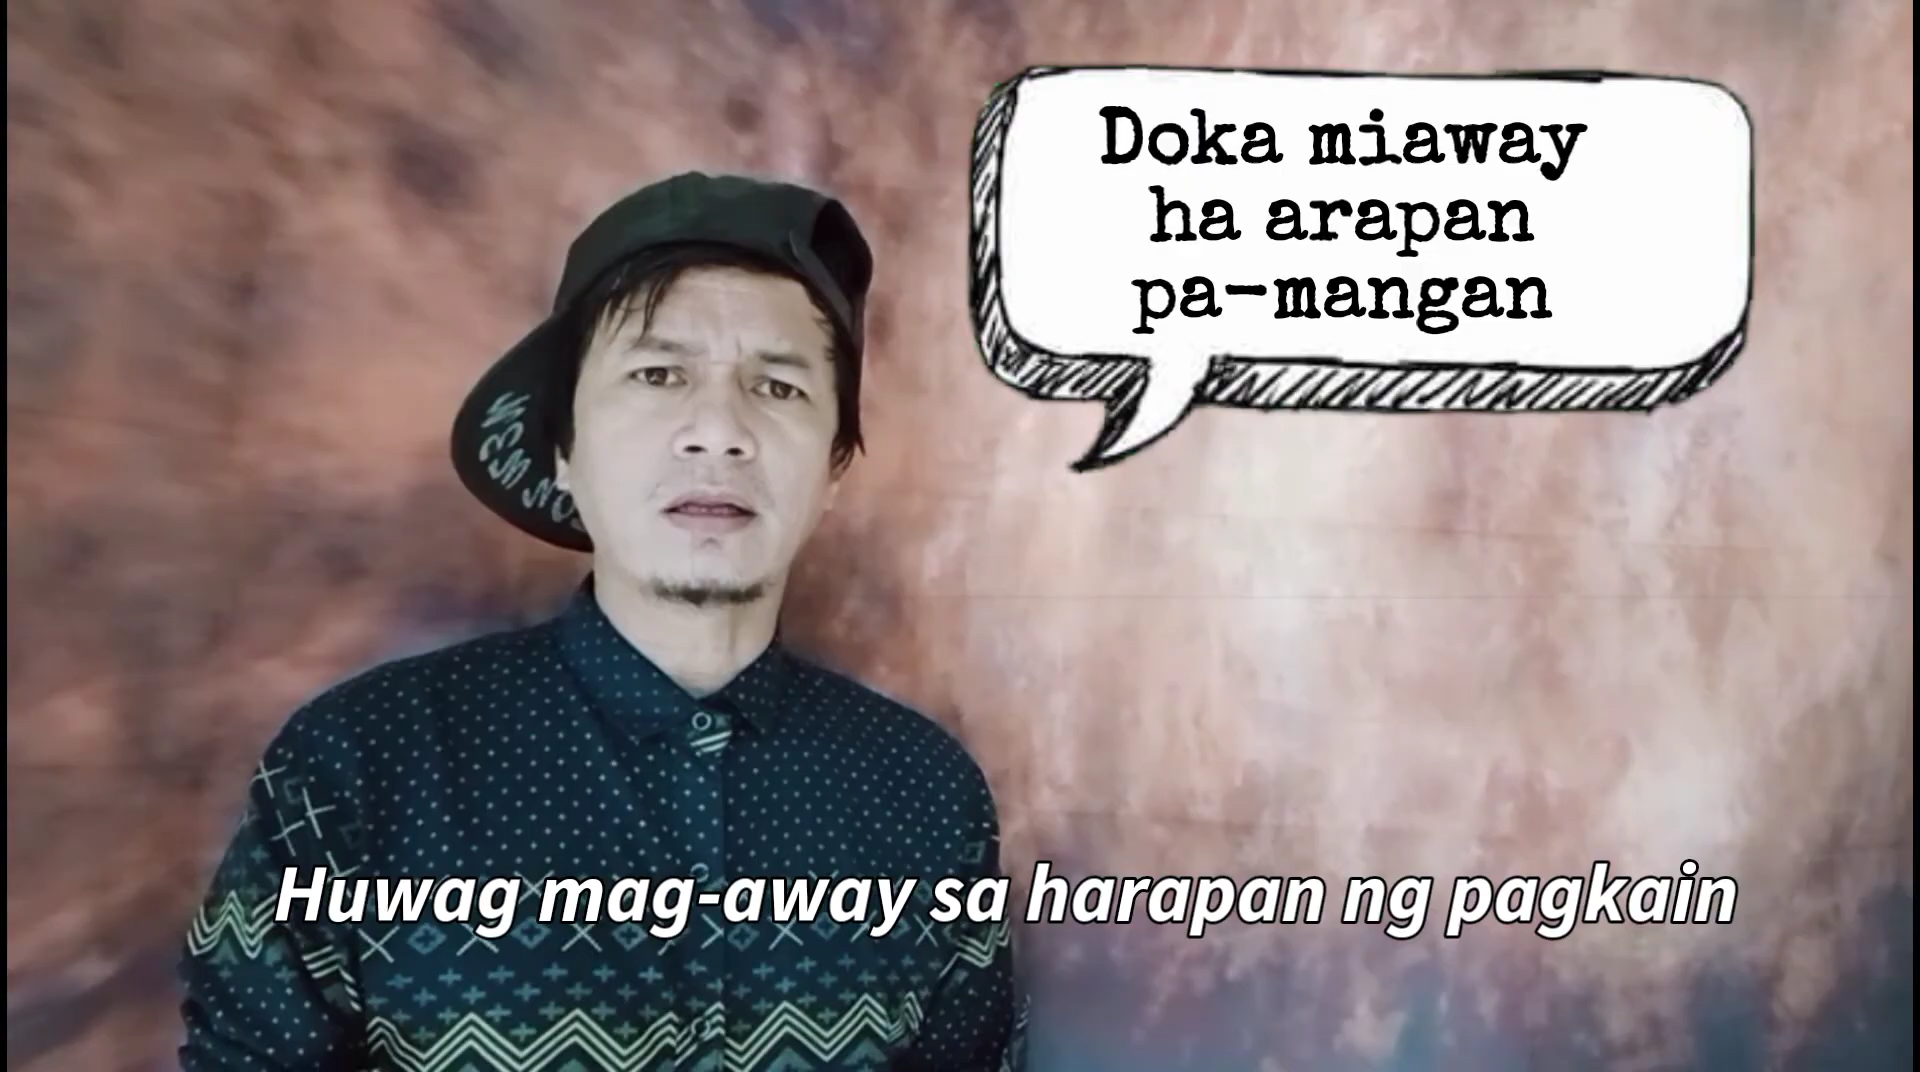 Doka miaway
ha arapan
pa-mangan
Huwag mag-away sa harapan ng pagkain